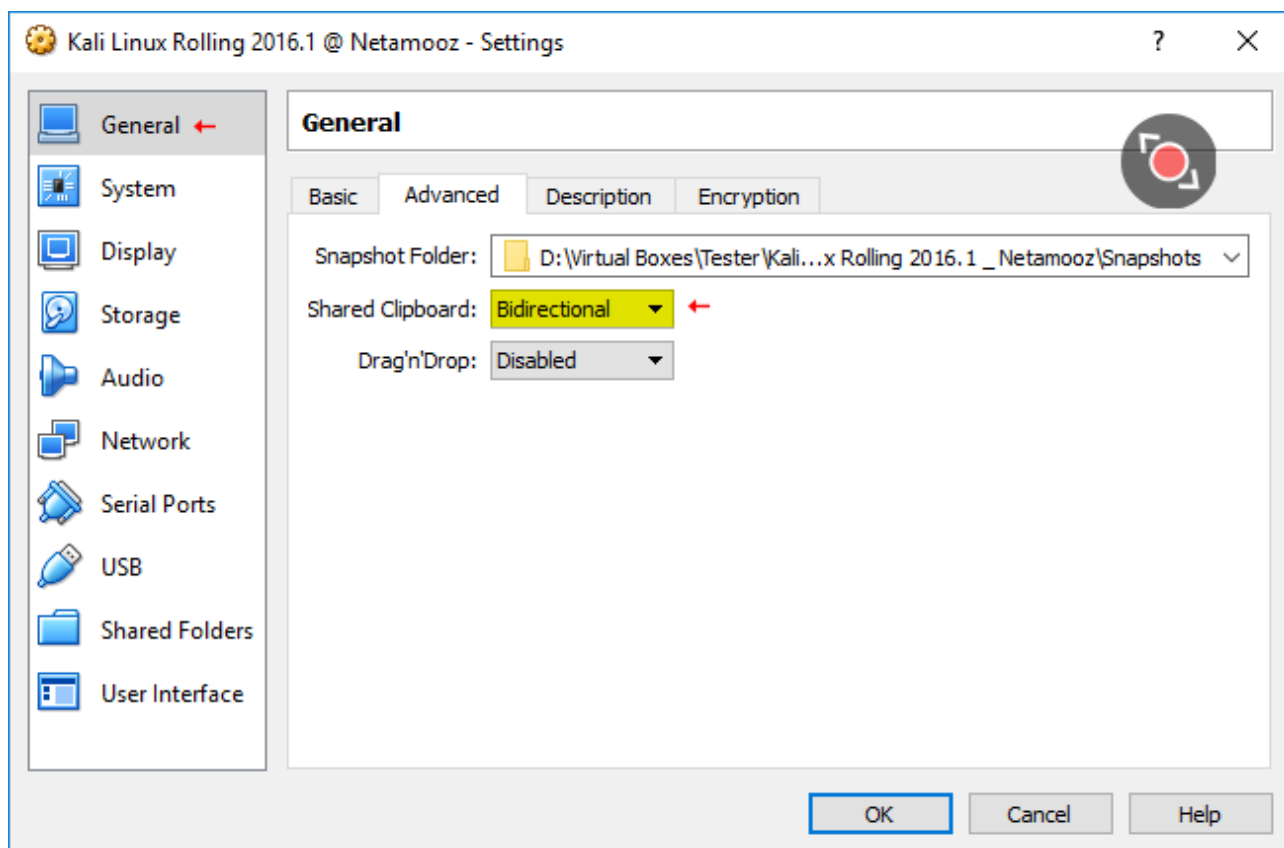 Kali Linux Rolling 2016.1 @ Netamooz - Settings
?
General
System
Display
Storage
Audio
Network
Serial Ports
USB
Shared Folders
User Interface
General
Basic
Advanced
Description
Encryption
Snapshot Folder: D:\Virtual Boxes\Tester\Kali...x Rolling 2016.1 _ Netamooz\Snapshots
Shared Clipboard: Bidirectional
Drag'n'Drop: Disabled
OK
Cancel
Help